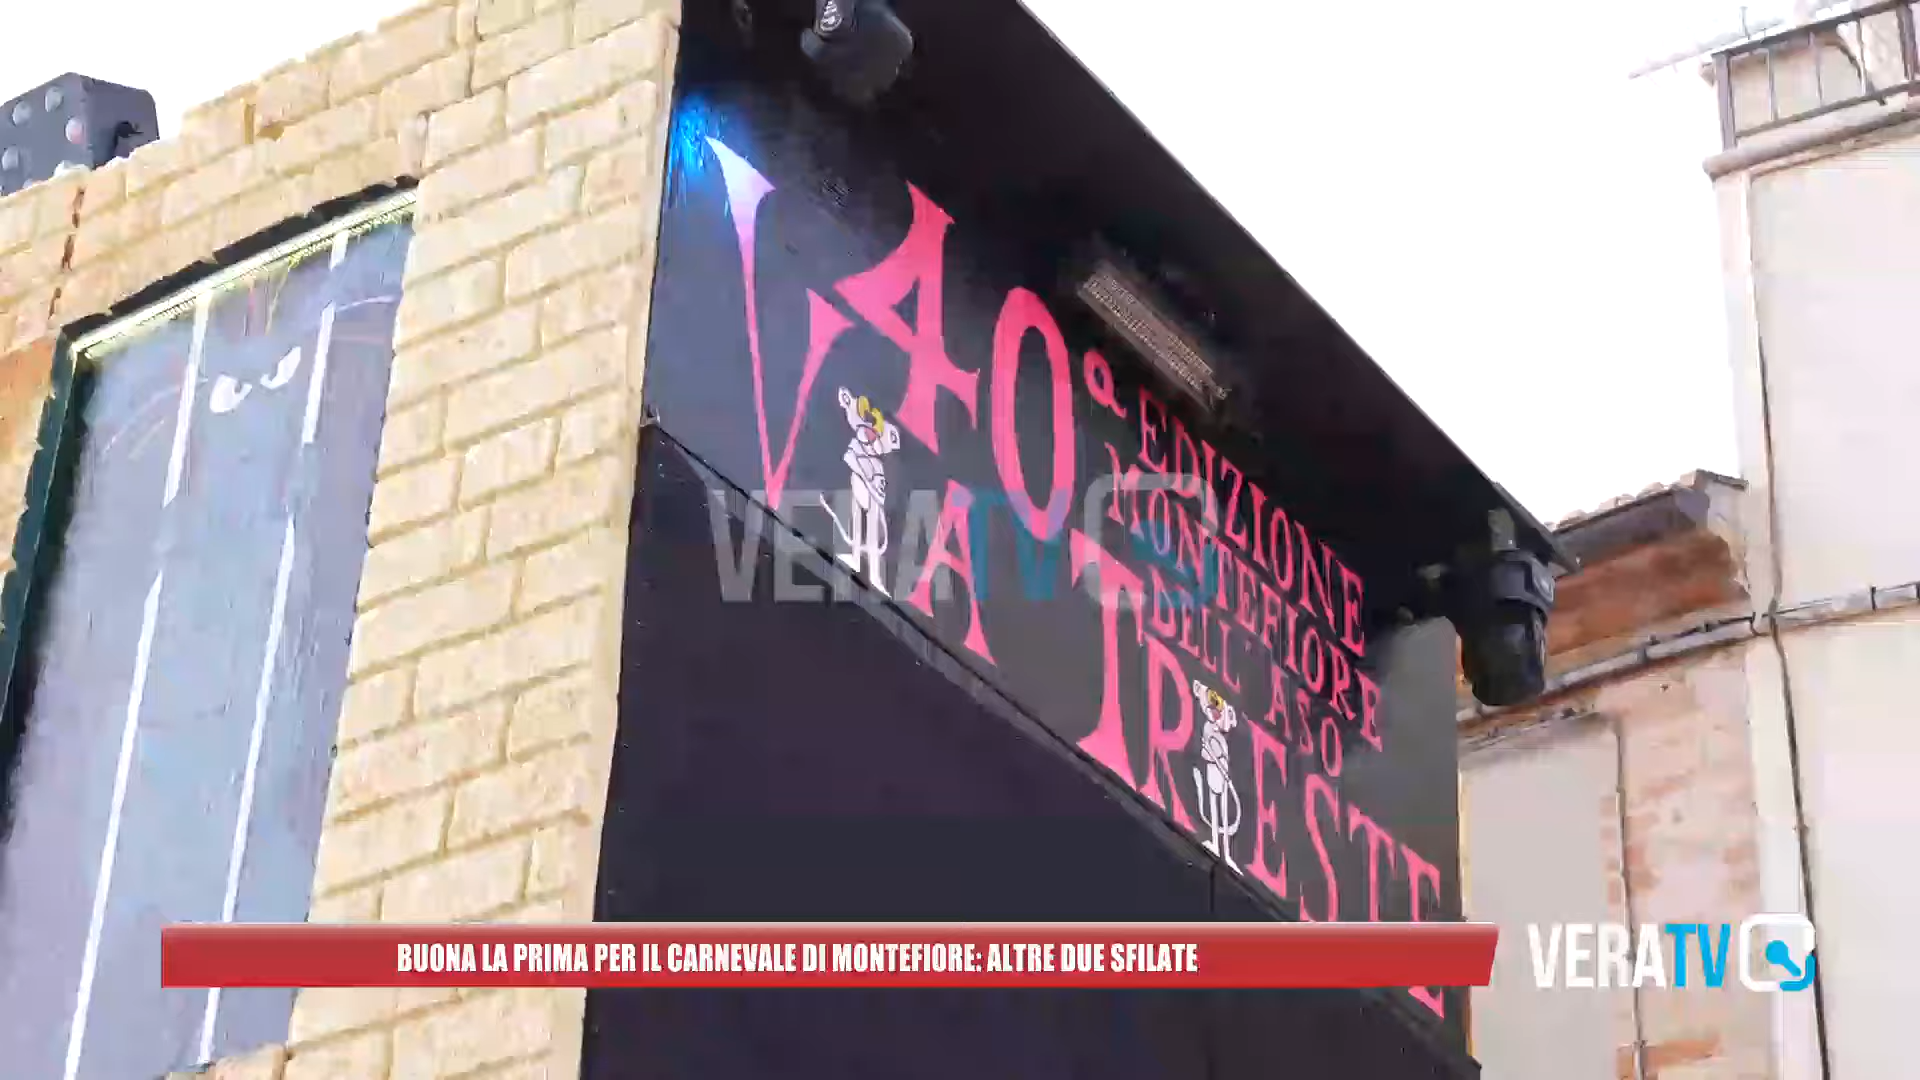 VIA TRIESTE
40ª EDIZIONE
MONTEFIORE
DELL'ASO
VERATV
BUONA LA PRIMA PER IL CARNEVALE DI MONTEFIORE: ALTRE DUE SFILATE
VERATV